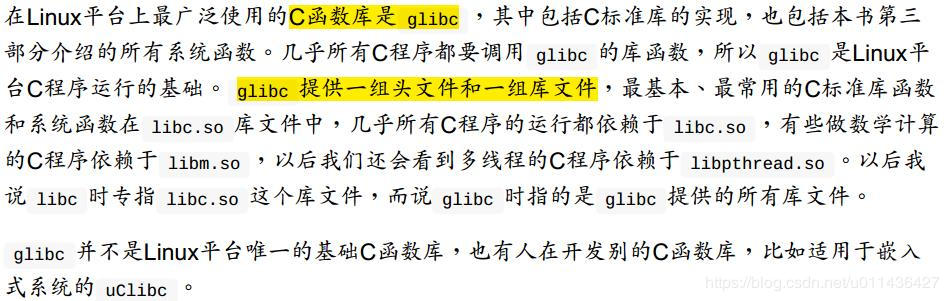 在Linux平台上最广泛使用的C函数库是 glibc ，其中包括C标准库的实现，也包括本书第三
部分介绍的所有系统函数。几乎所有C程序都要调用 glibc 的库函数，所以 glibc 是Linux平
台C程序运行的基础。 glibc 提供一组头文件和一组库文件，最基本、最常用的C标准库函数
和系统函数在 libc.so 库文件中，几乎所有C程序的运行都依赖于 libc.so ，有些做数学计算
的C程序依赖于 libm.so ，以后我们还会看到多线程的C程序依赖于 libpthread.so 。以后我
说 libc 时专指 libc.so 这个库文件，而说 glibc 时指的是 glibc 提供的所有库文件。
glibc 并不是Linux平台唯一的基础C函数库，也有人在开发别的C函数库，比如适用于嵌入
式系统的 uClibc 。
https://blog.csdn.net/u011436427